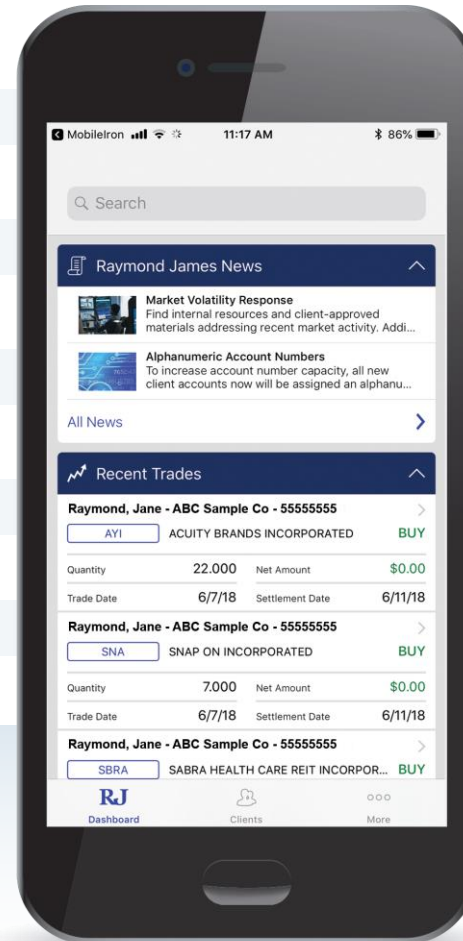 MobileIron 11:17 AM 86%
Search
Raymond James News
Market Volatility Response
Find internal resources and client-approved
materials addressing recent market activity. Addi...
Alphanumeric Account Numbers
To increase account number capacity, all new
client accounts now will be assigned an alphanu...
All News
Recent Trades
Raymond, Jane - ABC Sample Co - 55555555
AYI ACUITY BRANDS INCORPORATED BUY
Quantity 22.000 Net Amount $0.00
Trade Date 6/7/18 Settlement Date 6/11/18
Raymond, Jane - ABC Sample Co - 55555555
SNA SNAP ON INCORPORATED BUY
Quantity 7.000 Net Amount $0.00
Trade Date 6/7/18 Settlement Date 6/11/18
Raymond, Jane - ABC Sample Co - 55555555
SBRA SABRA HEALTH CARE REIT INCORPOR... BUY
RJ
Dashboard Clients More